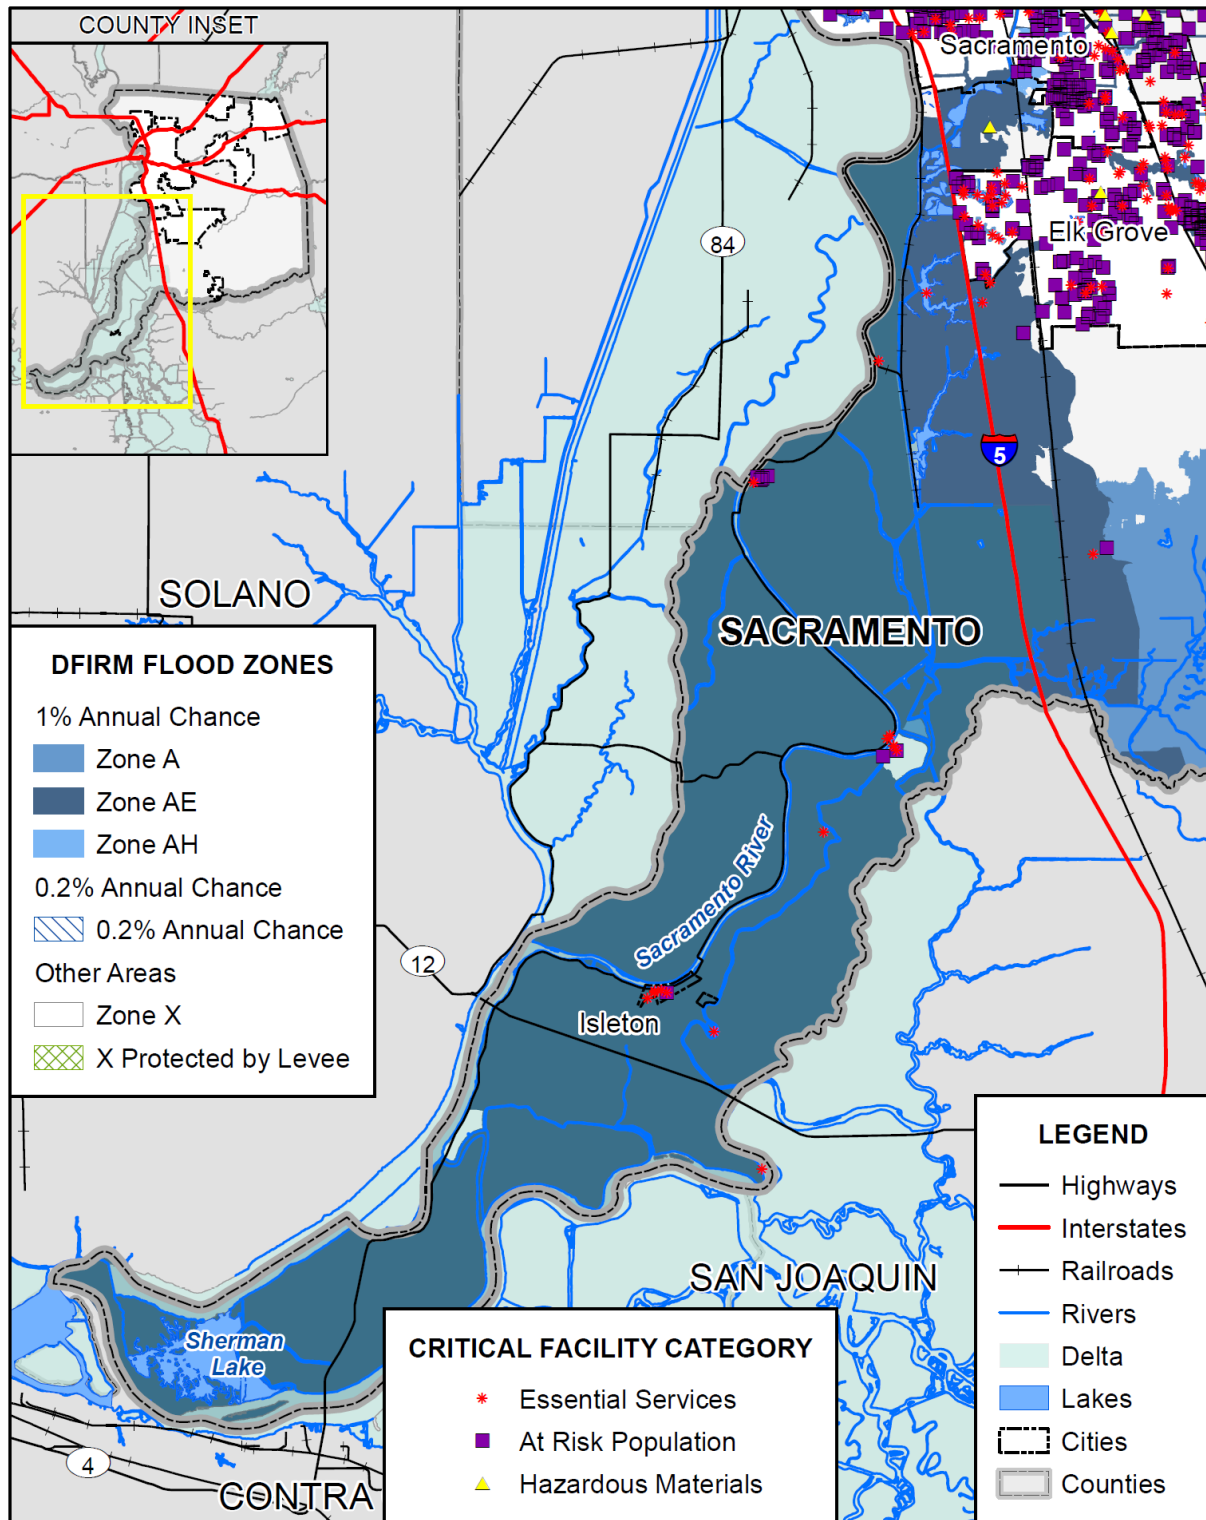 COUNTY INSET
Sacramento
Elk Grove
84
5
SOLANO
SACRAMENTO
DFIRM FLOOD ZONES
1% Annual Chance
Zone A
Zone AE
Zone AH
0.2% Annual Chance
0.2% Annual Chance
Other Areas
Zone X
X Protected by Levee
Sacramento River
12
Isleton
SAN JOAQUIN
Sherman
Lake
4
CONTRA
CRITICAL FACILITY CATEGORY
Essential Services
At Risk Population
Hazardous Materials
LEGEND
Highways
Interstates
Railroads
Rivers
Delta
Lakes
Cities
Counties